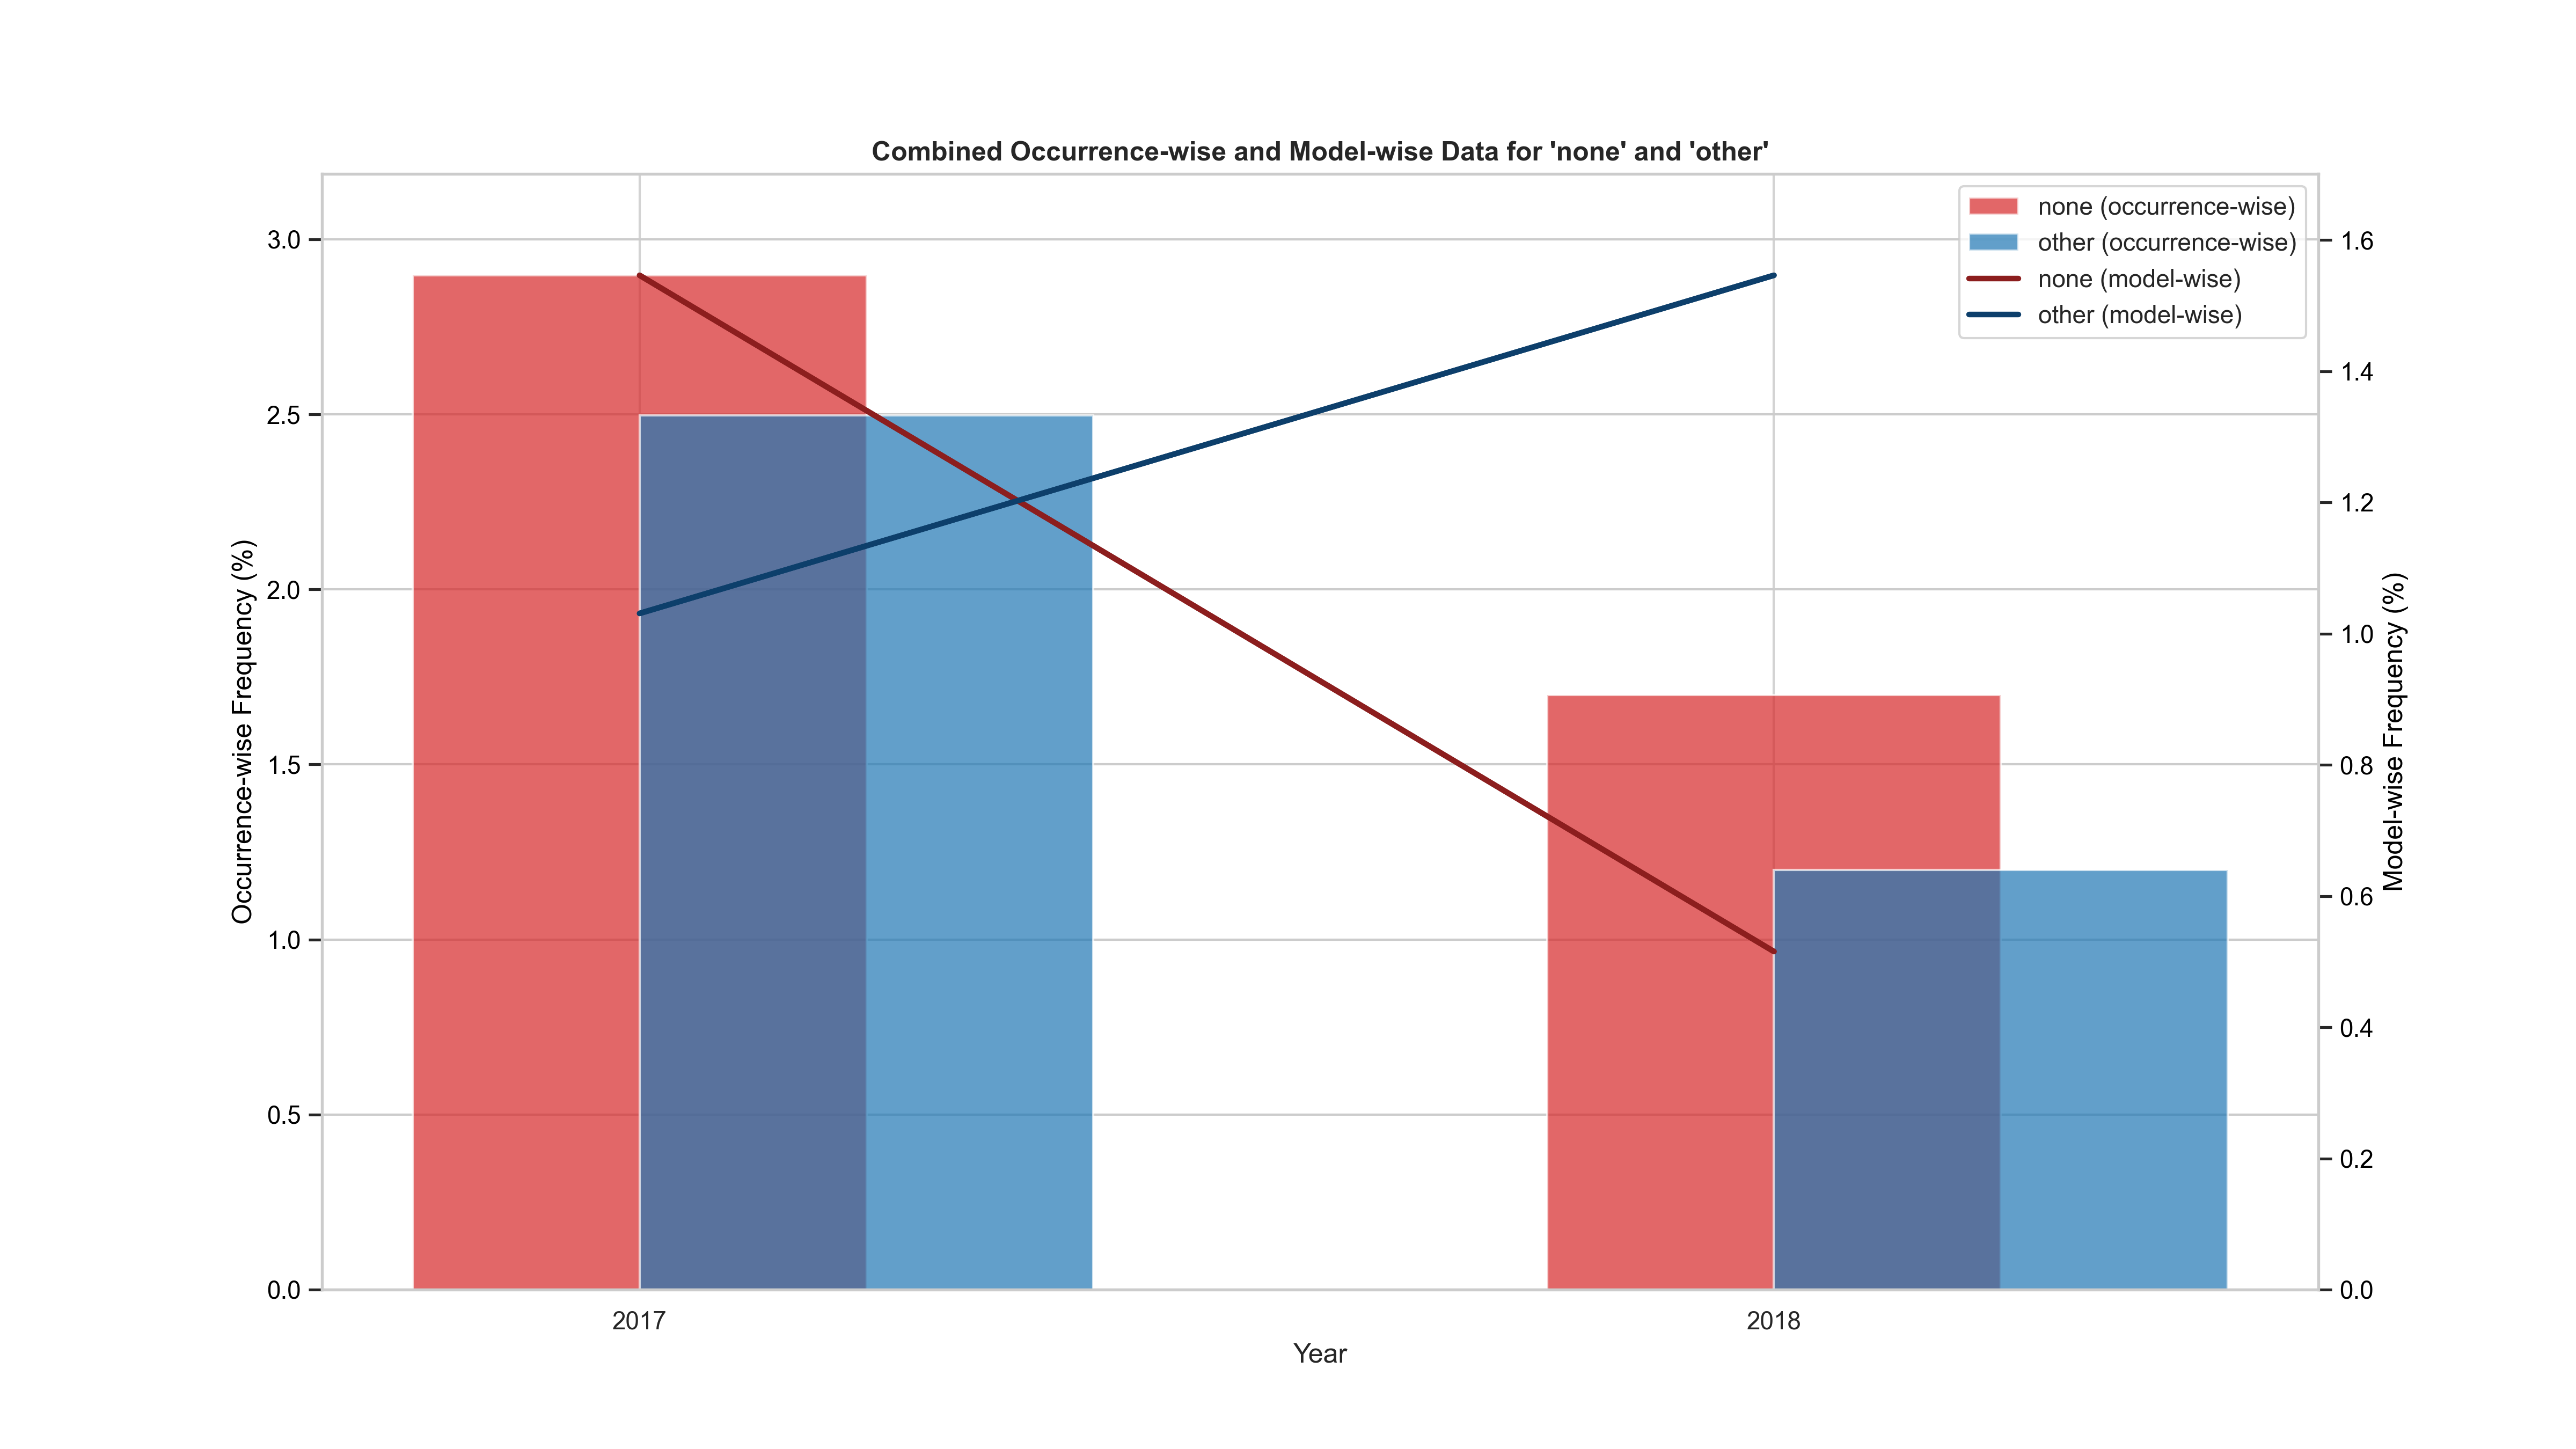 Combined Occurrence-wise and Model-wise Data for 'none' and 'other'
none (occurrence-wise)
other (occurrence-wise)
none (model-wise)
other (model-wise)
Occurrence-wise Frequency (%)
3.0
2.5
2.0
1.5
1.0
0.5
0.0
1.6
1.4
1.2
1.0
0.8
0.6
0.4
0.2
0.0
Model-wise Frequency (%)
2017
2018
Year